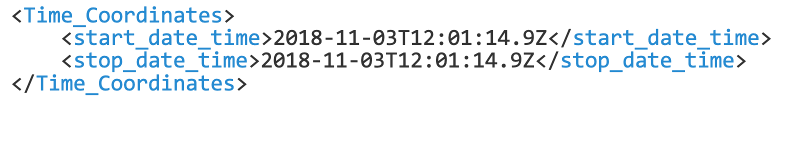 <Time_Coordinates>
<start_date_time>2018-11-03T12:01:14.9Z</start_date_time>
<stop_date_time>2018-11-03T12:01:14.9Z</stop_date_time>
</Time_Coordinates>